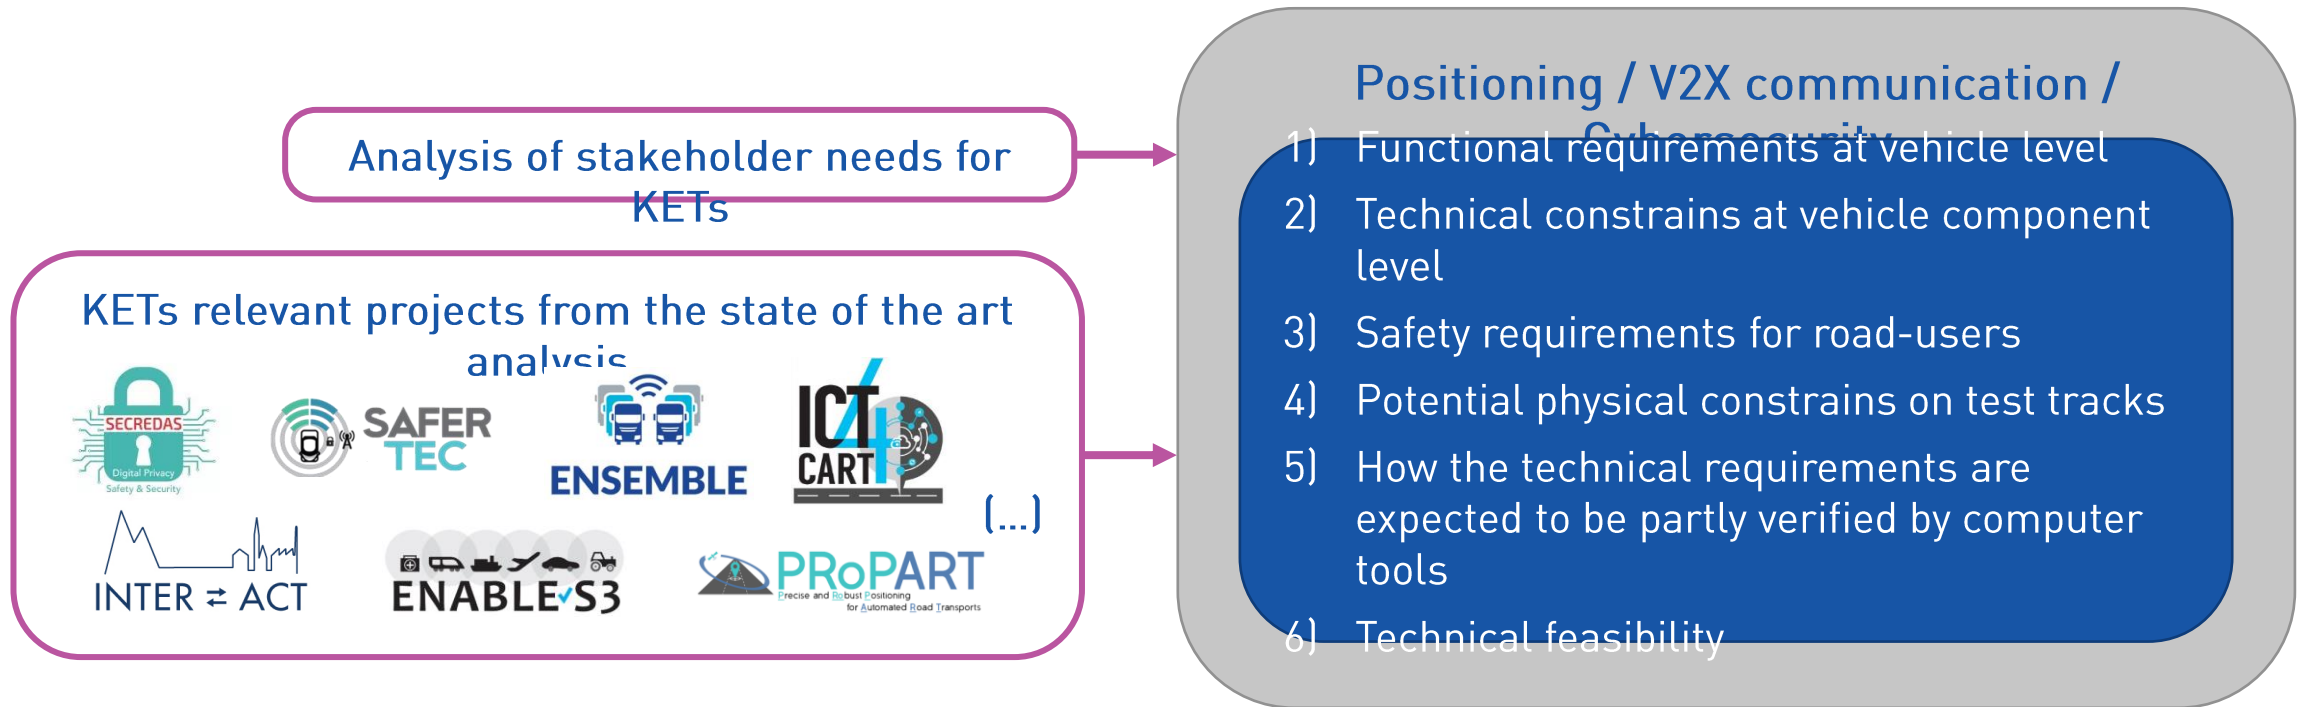 Analysis of stakeholder needs for
KETs
KETs relevant projects from the state of the art
analysis
SECREDAS
Digital Privacy
Safety & Security
SAFER
TEC
ENSEMBLE
ICT4
CART
(...)
INTER ⇄ ACT
ENABLE S3
PRoPART
Precise and Robust Positioning
for Automated Road Transports
Positioning / V2X communication /
Cybersecurity
1) Functional requirements at vehicle level
2) Technical constrains at vehicle component
level
3) Safety requirements for road-users
4) Potential physical constrains on test tracks
5) How the technical requirements are
expected to be partly verified by computer
tools
6) Technical feasibility